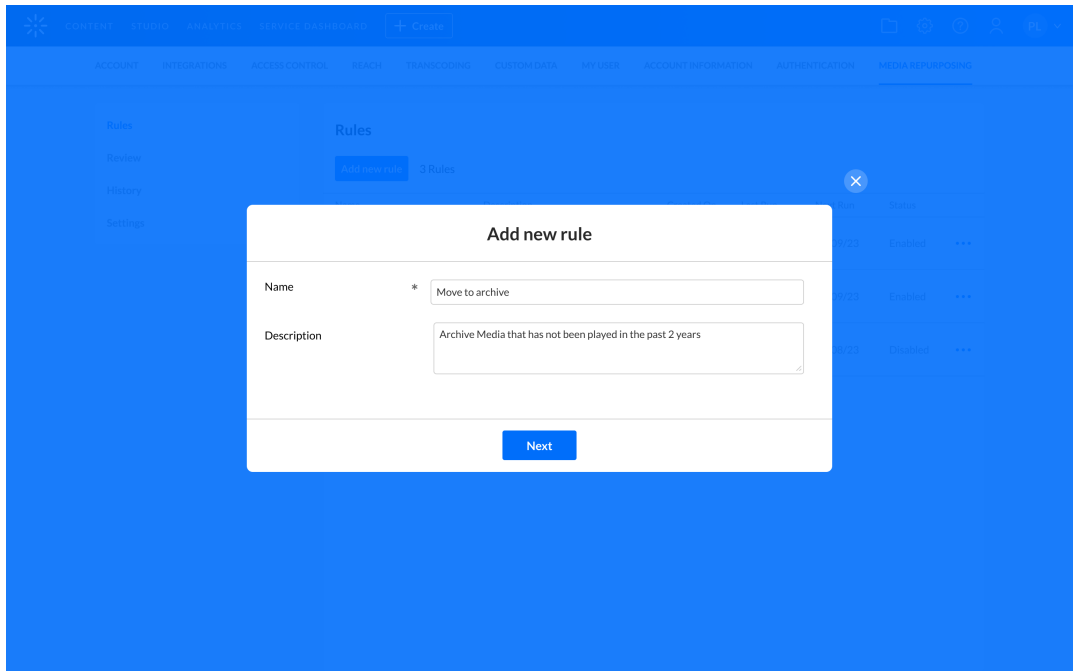 CONTENT STUDIO ANALYTICS SERVICE DASHBOARD + Create PL
ACCOUNT INTEGRATIONS ACCESS CONTROL REACH TRANSCODING CUSTOM DATA MY USER ACCOUNT INFORMATION AUTHENTICATION MEDIA REPURPOSING
Rules
Review
History
Settings
Rules
Add new rule 3 Rules
Run Status
Enabled
Enabled
Disabled
Add new rule
Name *
Move to archive
Description
Archive Media that has not been played in the past 2 years
Next